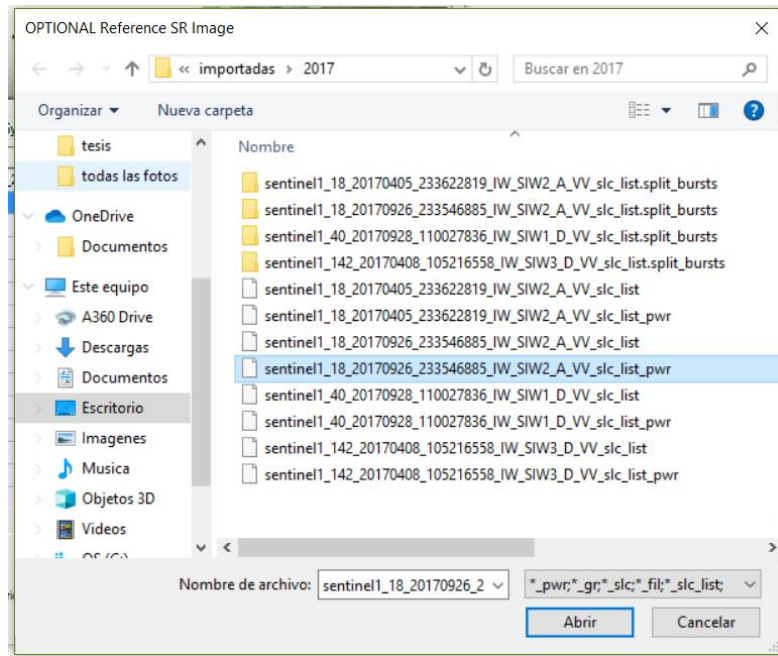 OPTIONAL Reference SR Image
« importadas > 2017
Buscar en 2017
Organizar
Nueva carpeta
tesis
todas las fotos
OneDrive
Documentos
Este equipo
A360 Drive
Descargas
Documentos
Escritorio
Imagenes
Musica
Objetos 3D
Videos
Nombre
sentinel1_18_20170405_233622819_IW_SIW2_A_VV_slc_list.split_bursts
sentinel1_18_20170926_233546885_IW_SIW2_A_VV_slc_list.split_bursts
sentinel1_40_20170928_110027836_IW_SIW1_D_VV_slc_list.split_bursts
sentinel1_142_20170408_105216558_IW_SIW3_D_VV_slc_list.split_bursts
sentinel1_18_20170405_233622819_IW_SIW2_A_VV_slc_list
sentinel1_18_20170405_233622819_IW_SIW2_A_VV_slc_list_pwr
sentinel1_18_20170926_233546885_IW_SIW2_A_VV_slc_list
sentinel1_18_20170926_233546885_IW_SIW2_A_VV_slc_list_pwr
sentinel1_40_20170928_110027836_IW_SIW1_D_VV_slc_list
sentinel1_40_20170928_110027836_IW_SIW1_D_VV_slc_list_pwr
sentinel1_142_20170408_105216558_IW_SIW3_D_VV_slc_list
sentinel1_142_20170408_105216558_IW_SIW3_D_VV_slc_list_pwr
Nombre de archivo: sentinel1_18_20170926_2
*_pwr;*_gr;*_slc;*_fil;*_slc_list;
Abrir
Cancelar